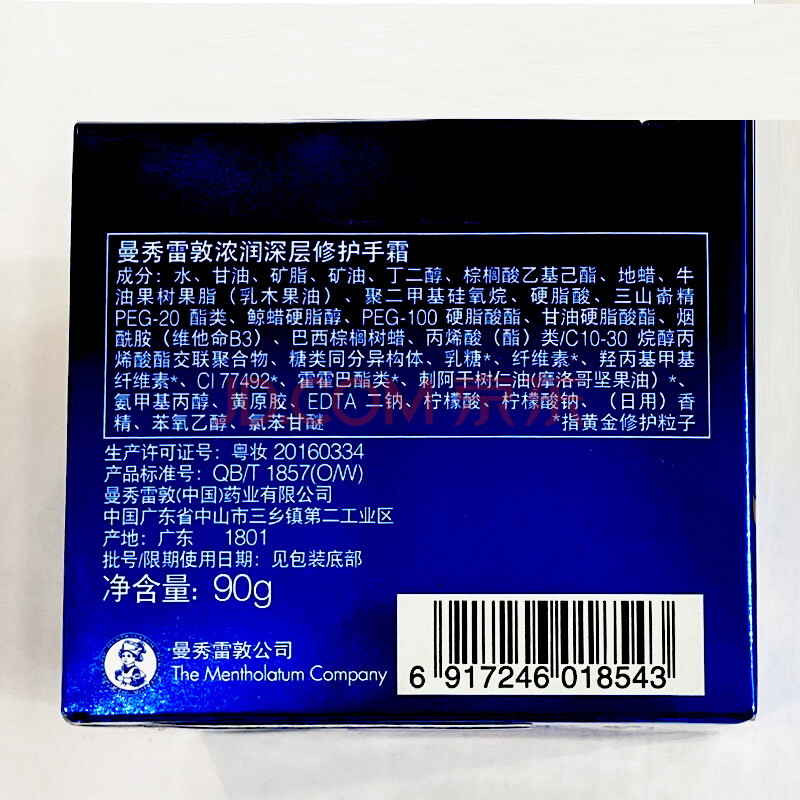 曼秀雷敦浓润深层修护手霜
成分：水、甘油、矿脂、矿油、丁二醇、棕榈酸乙基己酯、地蜡、牛
油果树果脂（乳木果油）、聚二甲基硅氧烷、硬脂酸、三山嵛精
PEG-20 酯类、鲸蜡硬脂醇、PEG-100 硬脂酸酯、甘油硬脂酸酯、烟
酰胺（维他命B3）、巴西棕榈树蜡、丙烯酸（酯）类/C10-30 烷醇丙
烯酸酯交联聚合物、糖类同分异构体、乳糖*、纤维素*、羟丙基甲基
纤维素*、CI 77492*、霍霍巴酯类*、刺阿干树仁油(摩洛哥坚果油）*、
氨甲基丙醇、黄原胶、EDTA 二钠、柠檬酸、柠檬酸钠、（日用）香
精、苯氧乙醇、氯苯甘醚 *指黄金修护粒子
生产许可证号：粤妆 20160334
产品标准号：QB/T 1857(O/W)
曼秀雷敦(中国)药业有限公司
中国广东省中山市三乡镇第二工业区
产地：广东 1801
批号/限期使用日期：见包装底部
净含量：90g
曼秀雷敦公司
The Mentholatum Company
6 917246 018543
JD.COM 京东